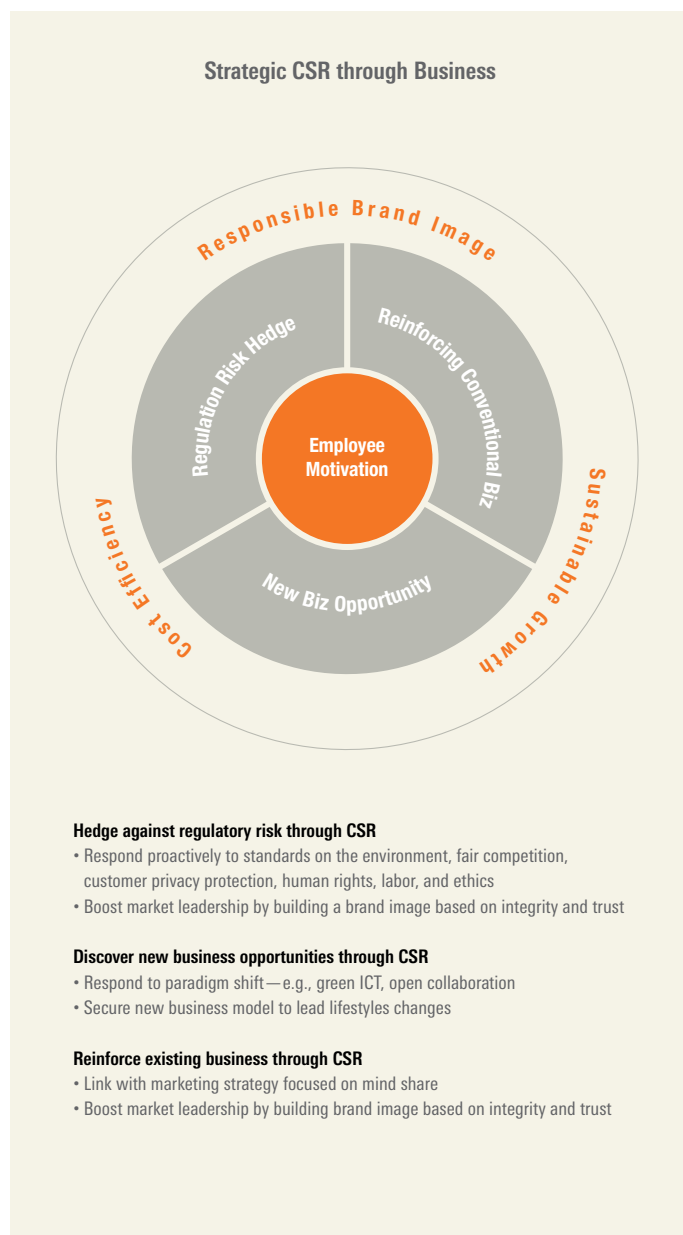 Strategic CSR through Business
Responsible Brand Image
Regulation Risk Hedge
Reinforcing Conventional Biz
Employee
Motivation
New Biz Opportunity
Cost Efficiency
Sustainable Growth
Hedge against regulatory risk through CSR
• Respond proactively to standards on the environment, fair competition,
customer privacy protection, human rights, labor, and ethics
• Boost market leadership by building a brand image based on integrity and trust
Discover new business opportunities through CSR
• Respond to paradigm shift—e.g., green ICT, open collaboration
• Secure new business model to lead lifestyles changes
Reinforce existing business through CSR
• Link with marketing strategy focused on mind share
• Boost market leadership by building brand image based on integrity and trust